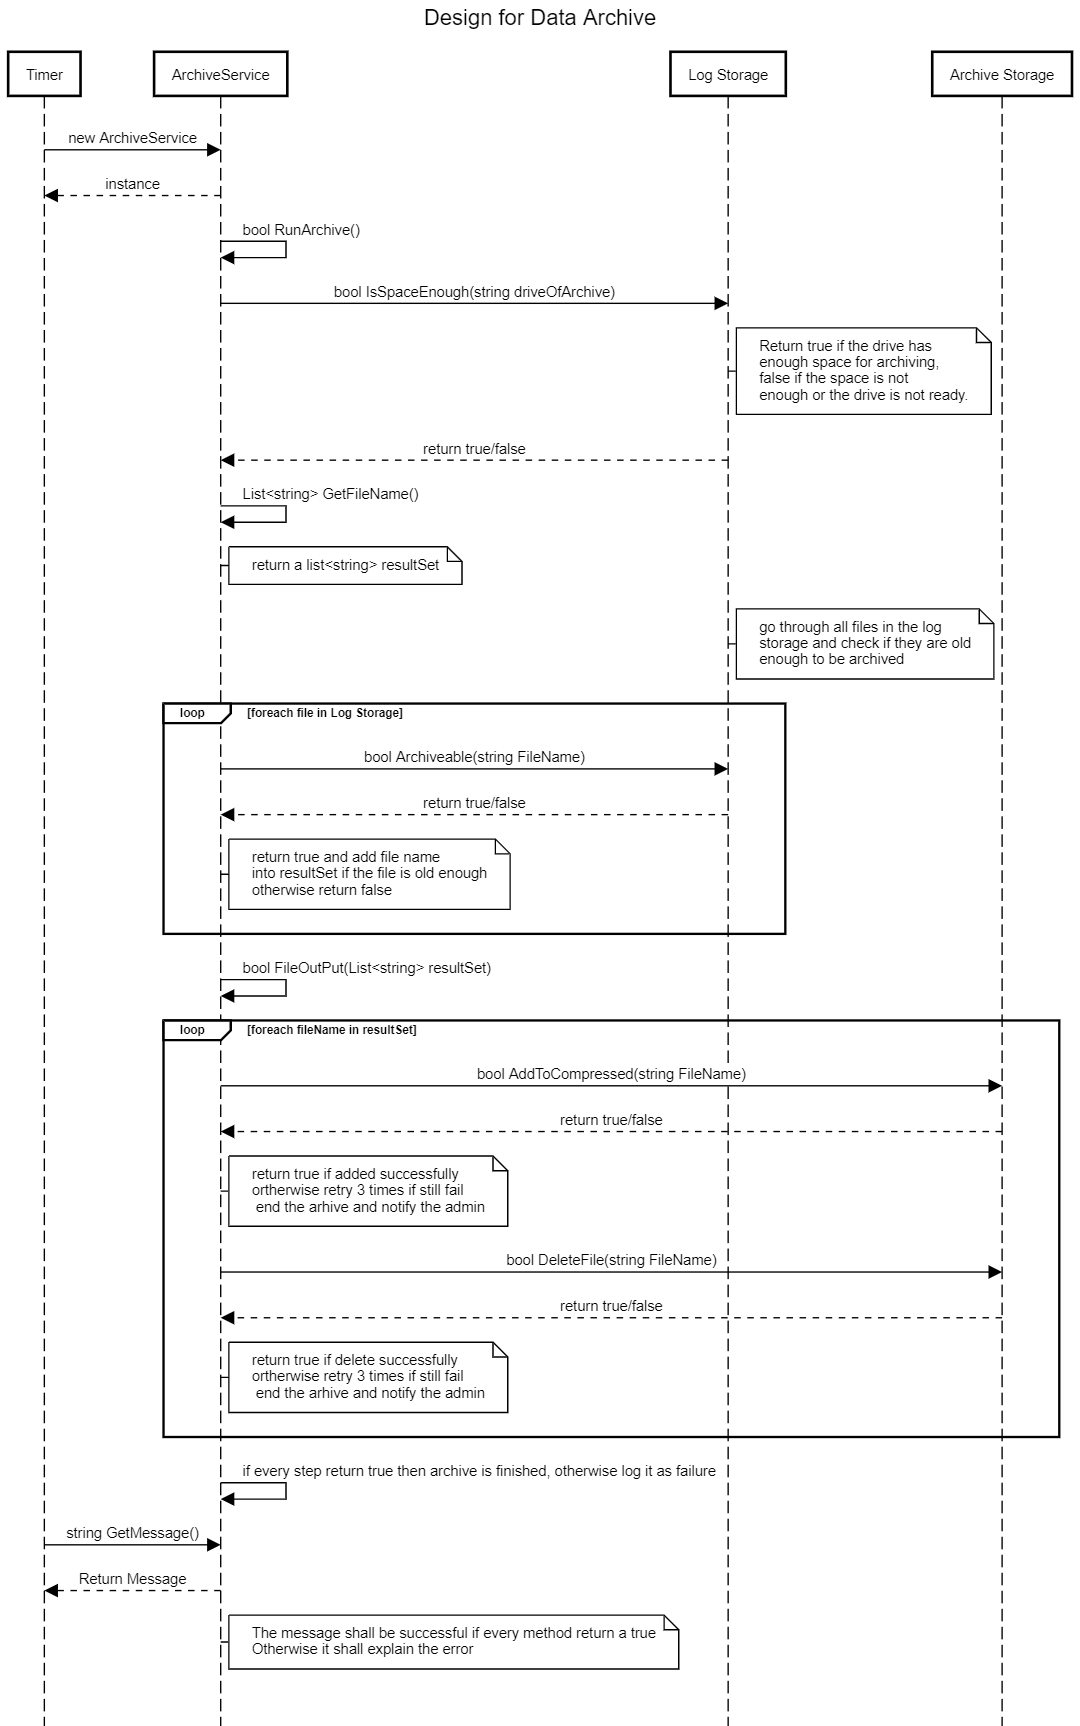 Design for Data Archive
Timer
ArchiveService
Log Storage
Archive Storage
new ArchiveService
instance
bool RunArchive()
bool IsSpaceEnough(string driveOfArchive)
Return true if the drive has
enough space for archiving,
false if the space is not
enough or the drive is not ready.
return true/false
List<string> GetFileName()
return a list<string> resultSet
go through all files in the log
storage and check if they are old
enough to be archived
loop
[foreach file in Log Storage]
bool Archiveable(string FileName)
return true/false
return true and add file name
into resultSet if the file is old enough
otherwise return false
bool FileOutPut(List<string> resultSet)
loop
[foreach fileName in resultSet]
bool AddToCompressed(string FileName)
return true/false
return true if added successfully
ortherwise retry 3 times if still fail
end the arhive and notify the admin
bool DeleteFile(string FileName)
return true/false
return true if delete successfully
ortherwise retry 3 times if still fail
end the arhive and notify the admin
if every step return true then archive is finished, otherwise log it as failure
string GetMessage()
Return Message
The message shall be successful if every method return a true
Otherwise it shall explain the error